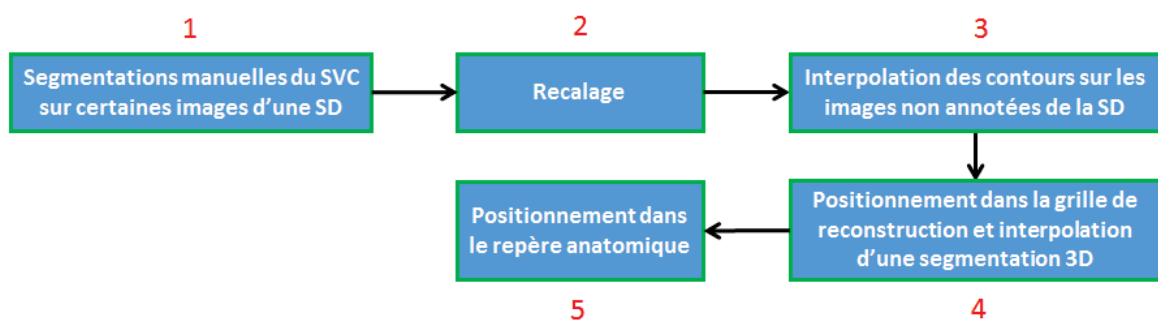 1
Segmentations manuelles du SVC
sur certaines images d'une SD
2
Recalage
3
Interpolation des contours sur les
images non annotées de la SD
4
Positionnement dans la grille de
reconstruction et interpolation
d'une segmentation 3D
5
Positionnement dans
le repère anatomique